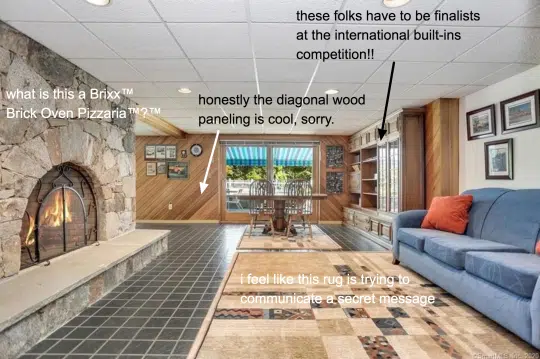 these folks have to be finalists
at the international built-ins
competition!!
what is this a Brixx™
Brick Oven Pizzaria™?™
honestly the diagonal wood
paneling is cool, sorry.
i feel like this rug is trying to
communicate a secret message